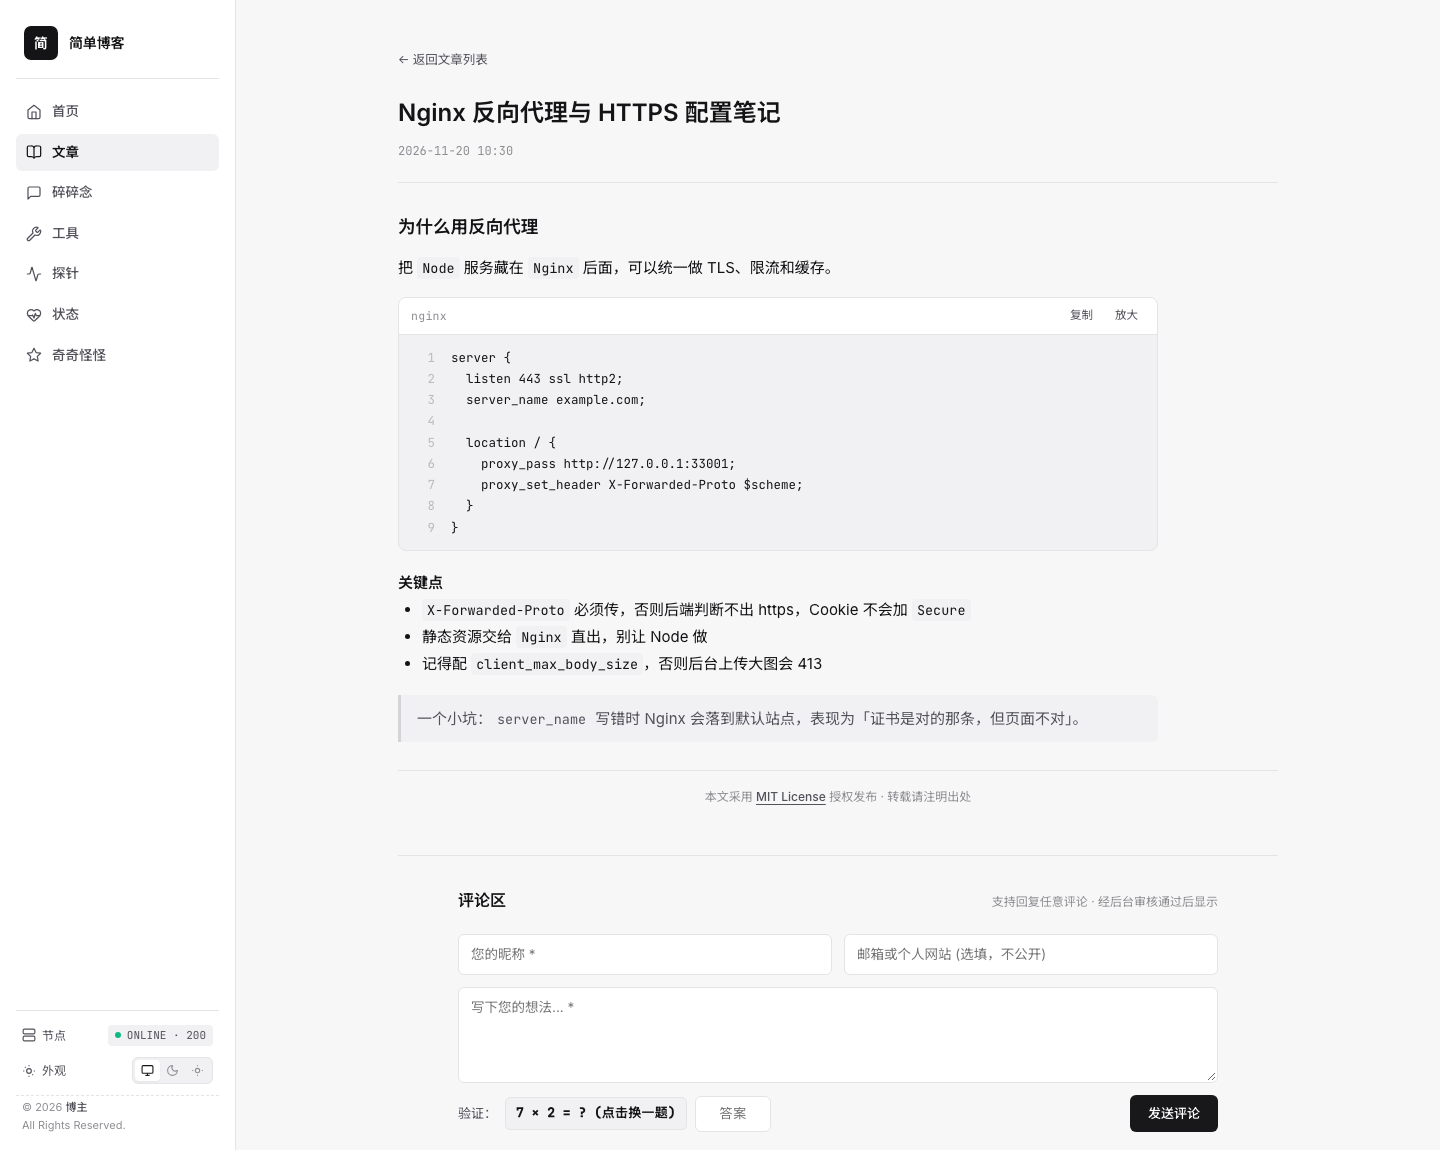 简 简单博客
首页
文章
碎碎念
工具
探针
状态
奇奇怪怪
节点 ONLINE · 200
外观
© 2026 博主
All Rights Reserved.
← 返回文章列表
Nginx 反向代理与 HTTPS 配置笔记
2026-11-20 10:30
为什么用反向代理
把 Node 服务藏在 Nginx 后面，可以统一做 TLS、限流和缓存。
nginx 复制 放大
1 server {
2   listen 443 ssl http2;
3   server_name example.com;
4
5   location / {
6     proxy_pass http://127.0.0.1:33001;
7     proxy_set_header X-Forwarded-Proto $scheme;
8   }
9 }
关键点
• X-Forwarded-Proto 必须传，否则后端判断不出 https，Cookie 不会加 Secure
• 静态资源交给 Nginx 直出，别让 Node 做
• 记得配 client_max_body_size，否则后台上传大图会 413
一个小坑： server_name 写错时 Nginx 会落到默认站点，表现为「证书是对的那条，但页面不对」。
本文采用 MIT License 授权发布 · 转载请注明出处
评论区 支持回复任意评论 · 经后台审核通过后显示
您的昵称 * 邮箱或个人网站 (选填，不公开)
写下您的想法... *
验证： 7 × 2 = ? (点击换一题) 答案 发送评论